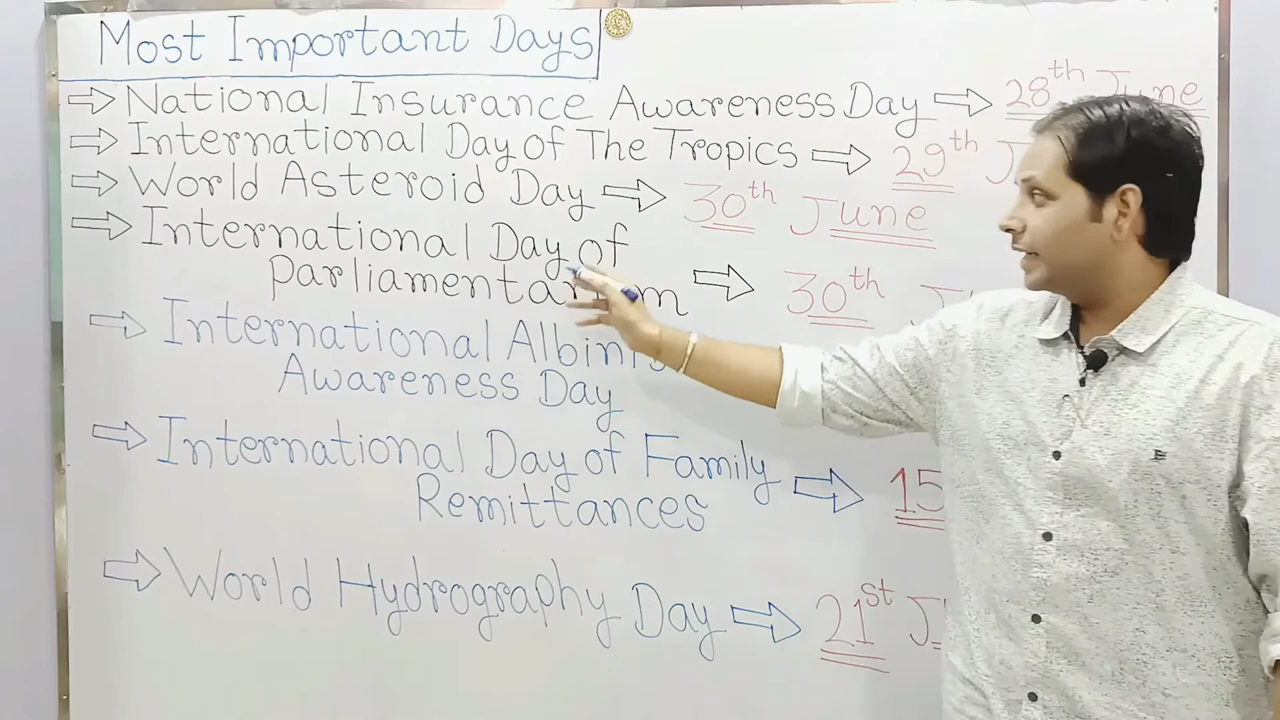 Most Important Days
⇒ National Insurance Awareness Day ⇒ 28th June
⇒ International Day of The Tropics ⇒ 29th
⇒ World Asteroid Day ⇒ 30th June
⇒ International Day of
Parliamentarism ⇒ 30th
⇒ International
Awareness Day
⇒ International Day of Family
Remittances ⇒ 15
⇒ World Hydrography Day ⇒ 21st